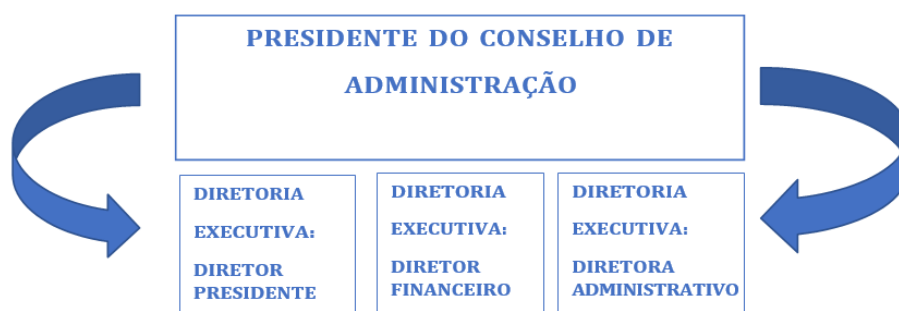 PRESIDENTE DO CONSELHO DE
ADMINISTRAÇÃO
DIRETORIA
EXECUTIVA:
DIRETOR
PRESIDENTE
DIRETORIA
EXECUTIVA:
DIRETOR
FINANCEIRO
DIRETORIA
EXECUTIVA:
DIRETORA
ADMINISTRATIVO